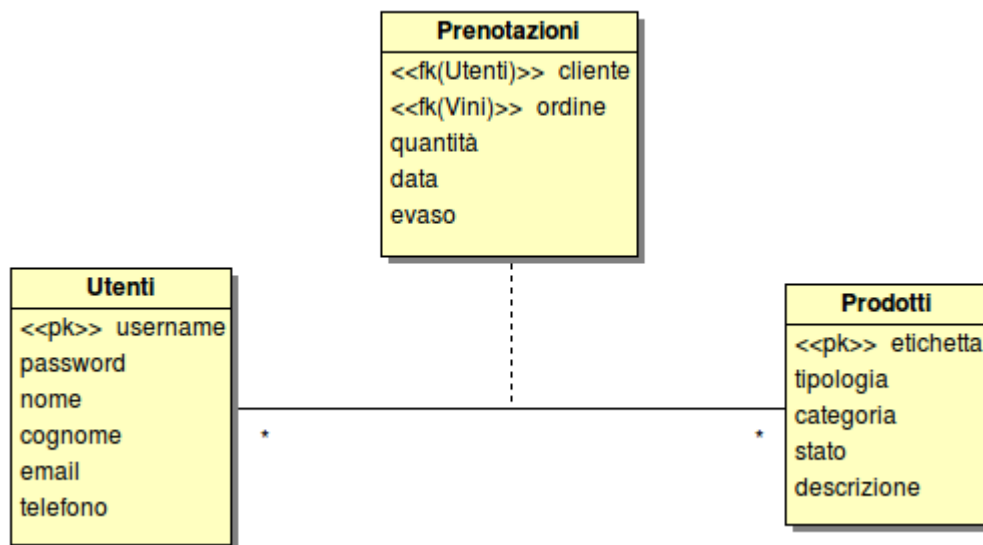 Prenotazioni
<<fk(Utenti)>> cliente
<<fk(Vini)>> ordine
quantità
data
evaso
Utenti
<<pk>> username
password
nome
cognome
email
telefono
*
*
Prodotti
<<pk>> etichetta
tipologia
categoria
stato
descrizione